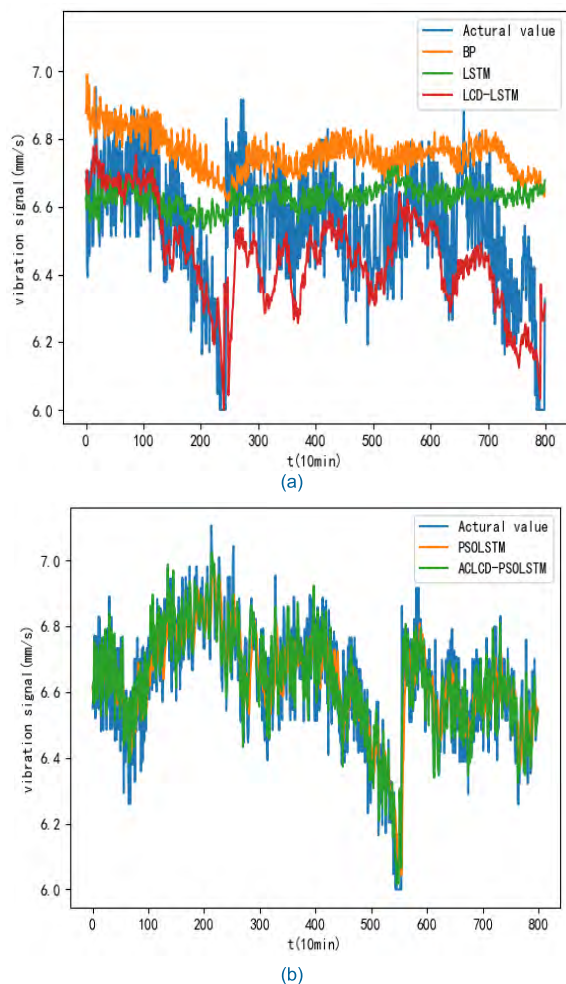 Actural value
BP
LSTM
LCD-LSTM
7.0
6.8
6.6
6.4
6.2
6.0
vibration signal(mm/s)
0 100 200 300 400 500 600 700 800
t(10min)
(a)
Actural value
PSOLSTM
ACLCD-PSOLSTM
7.0
6.8
6.6
6.4
6.2
6.0
vibration signal(mm/s)
0 100 200 300 400 500 600 700 800
t(10min)
(b)